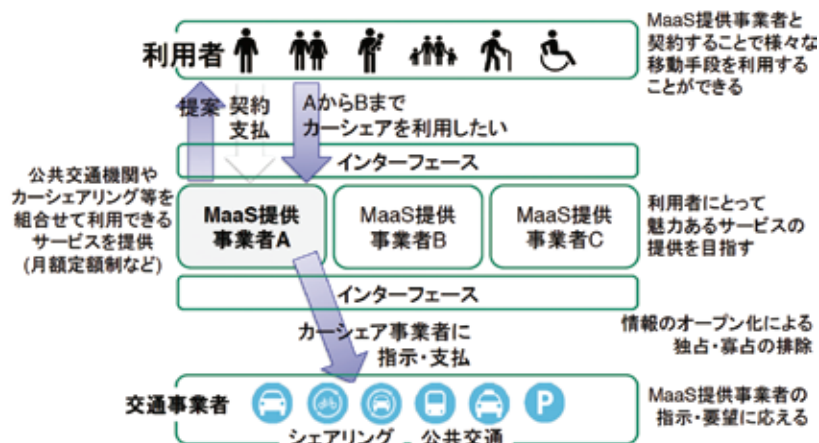 利用者
MaaS提供事業者と
契約することで様々な
移動手段を利用する
ことができる
提案
契約
支払
AからBまで
カーシェアを利用したい
インターフェース
公共交通機関や
カーシェアリング等を
組合せて利用できる
サービスを提供
(月額定額制など)
MaaS提供
事業者A
MaaS提供
事業者B
MaaS提供
事業者C
利用者にとって
魅力あるサービスの
提供を目指す
インターフェース
カーシェア事業者に
指示・支払
情報のオープン化による
独占・寡占の排除
交通事業者
P
シェアリング
公共交通
MaaS提供事業者の
指示・要望に応える